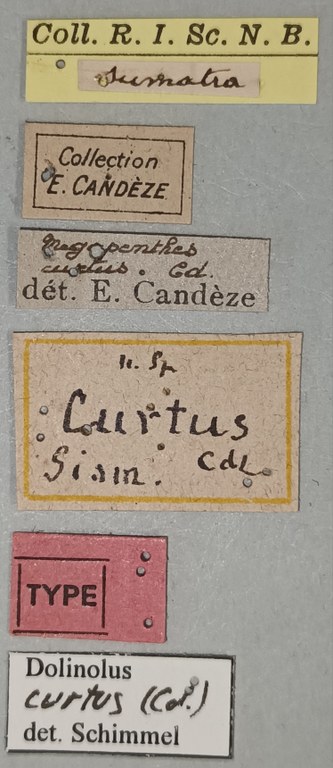 Coll. R. I. Sc. N. B.
Sumatra
Collection
E. CANDÈZE
Megapenthes
curtus. Cd.
dét. E. Candèze
n. Sp
Curtus
Siam. Cdz.
TYPE
Dolinolus
curtus (Cd.)
det. Schimmel